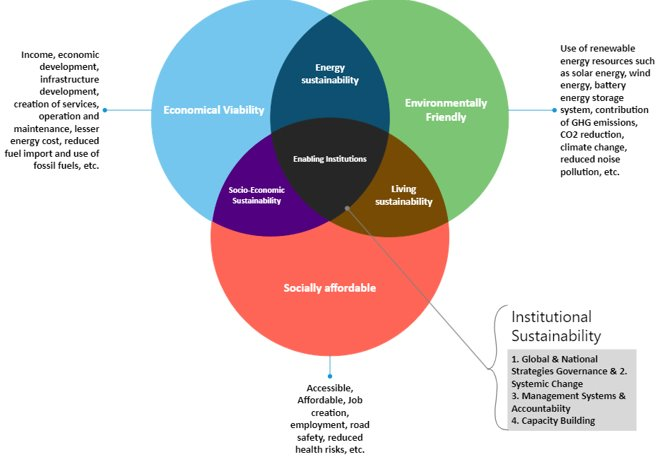 Income, economic
development,
infrastructure
development,
creation of services,
operation and
maintenance, lesser
energy cost, reduced
fuel import and use of
fossil fuels, etc.
Economical Viability
Energy
sustainability
Environmentally
Friendly
Use of renewable
energy resources such
as solar energy, wind
energy, battery
energy storage
system, contribution
of GHG emissions,
CO2 reduction,
climate change,
reduced noise
pollution, etc.
Enabling Institutions
Socio-Economic
Sustainability
Living
sustainability
Socially affordable
Accessible,
Affordable, Job
creation,
employment, road
safety, reduced
health risks, etc.
Institutional
Sustainability
1. Global & National
Strategies Governance & 2.
Systemic Change
3. Management Systems &
Accountabiity
4. Capacity Building